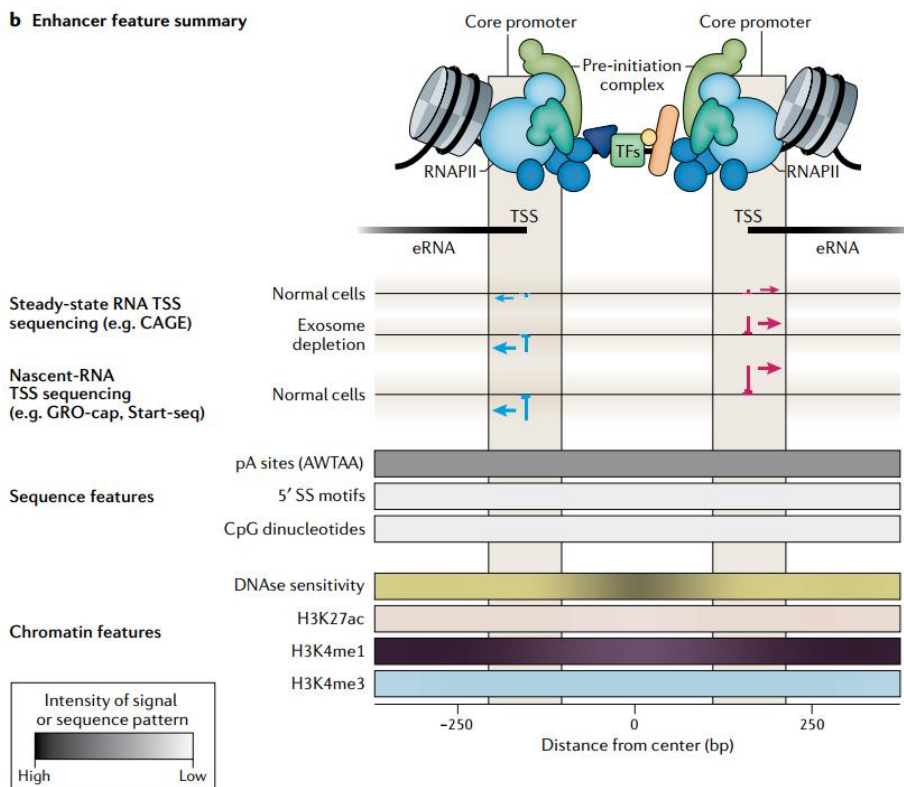 b Enhancer feature summary
Core promoter
Core promoter
Pre-initiation
complex
TFs
RNAPII
RNAPII
TSS
TSS
eRNA
eRNA
Steady-state RNA TSS
sequencing (e.g. CAGE)
Normal cells
Exosome
depletion
Nascent-RNA
TSS sequencing
(e.g. GRO-cap, Start-seq)
Normal cells
Sequence features
pA sites (AWTAA)
5′ SS motifs
CpG dinucleotides
Chromatin features
DNAse sensitivity
H3K27ac
H3K4me1
H3K4me3
Intensity of signal
or sequence pattern
High
Low
–250
0
250
Distance from center (bp)